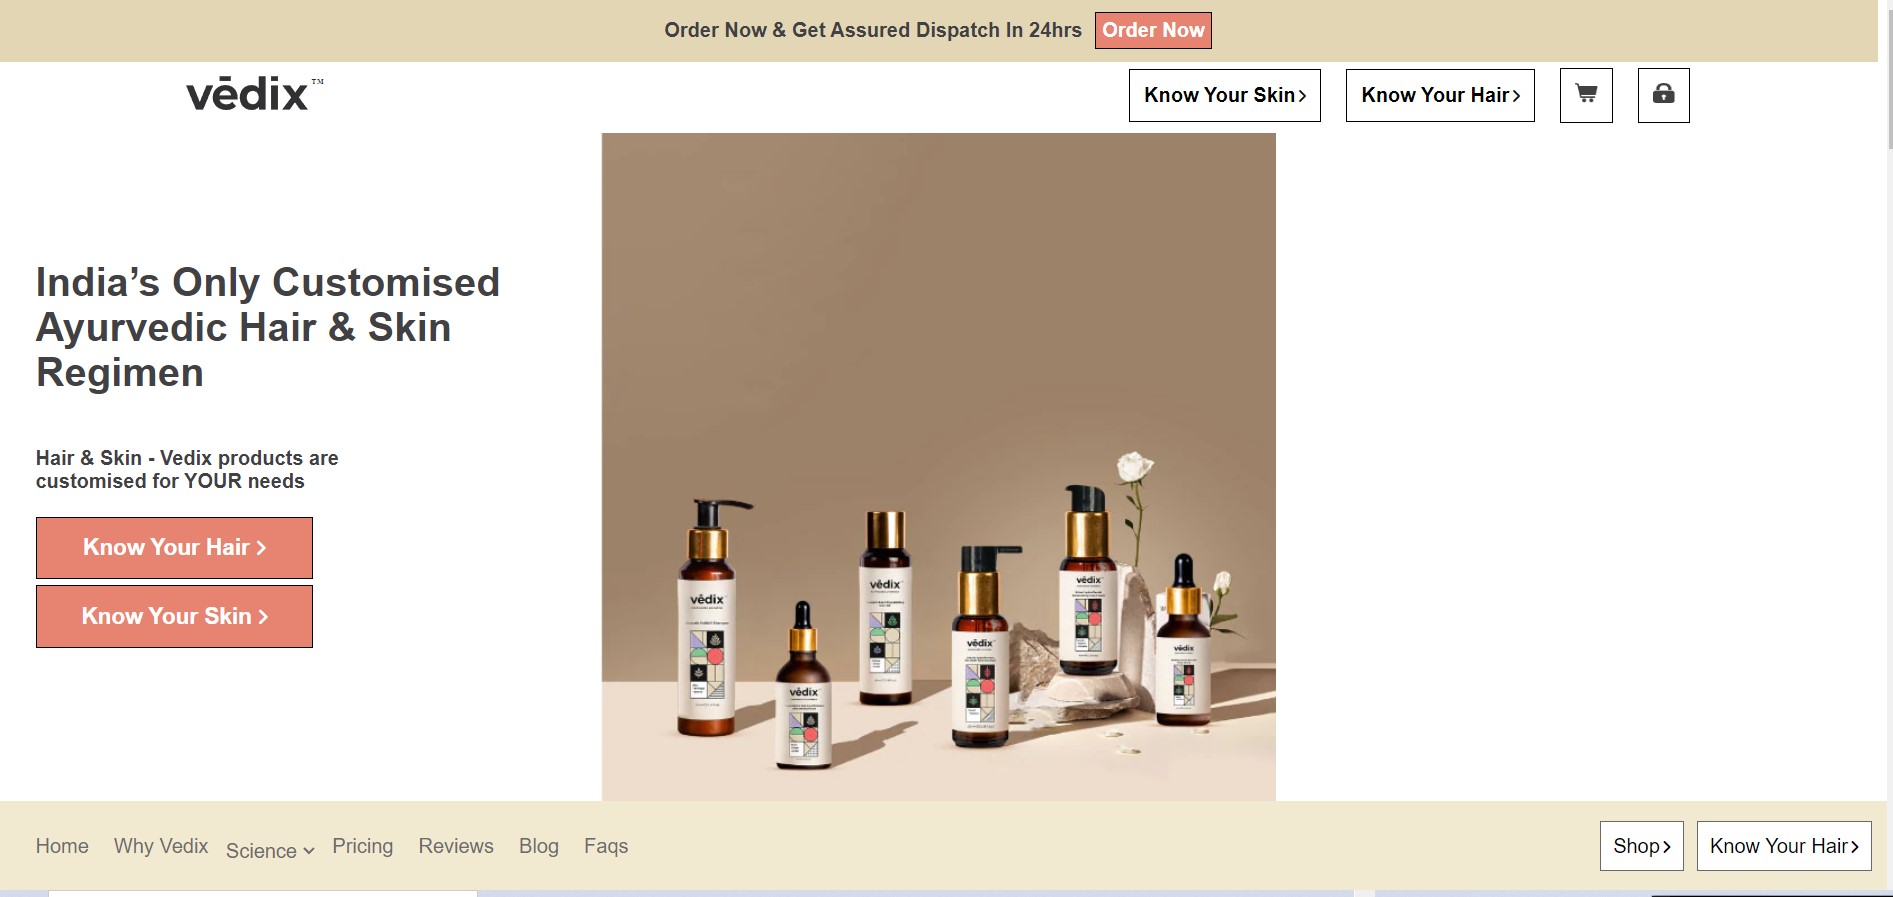 Order Now & Get Assured Dispatch In 24hrs Order Now
vēdix™
Know Your Skin
Know Your Hair
India’s Only Customised
Ayurvedic Hair & Skin
Regimen
Hair & Skin - Vedix products are
customised for YOUR needs
Know Your Hair
Know Your Skin
vēdix
vēdix
vēdix
vēdix
vēdix
vēdix
Home Why Vedix Science Pricing Reviews Blog Faqs
Shop
Know Your Hair